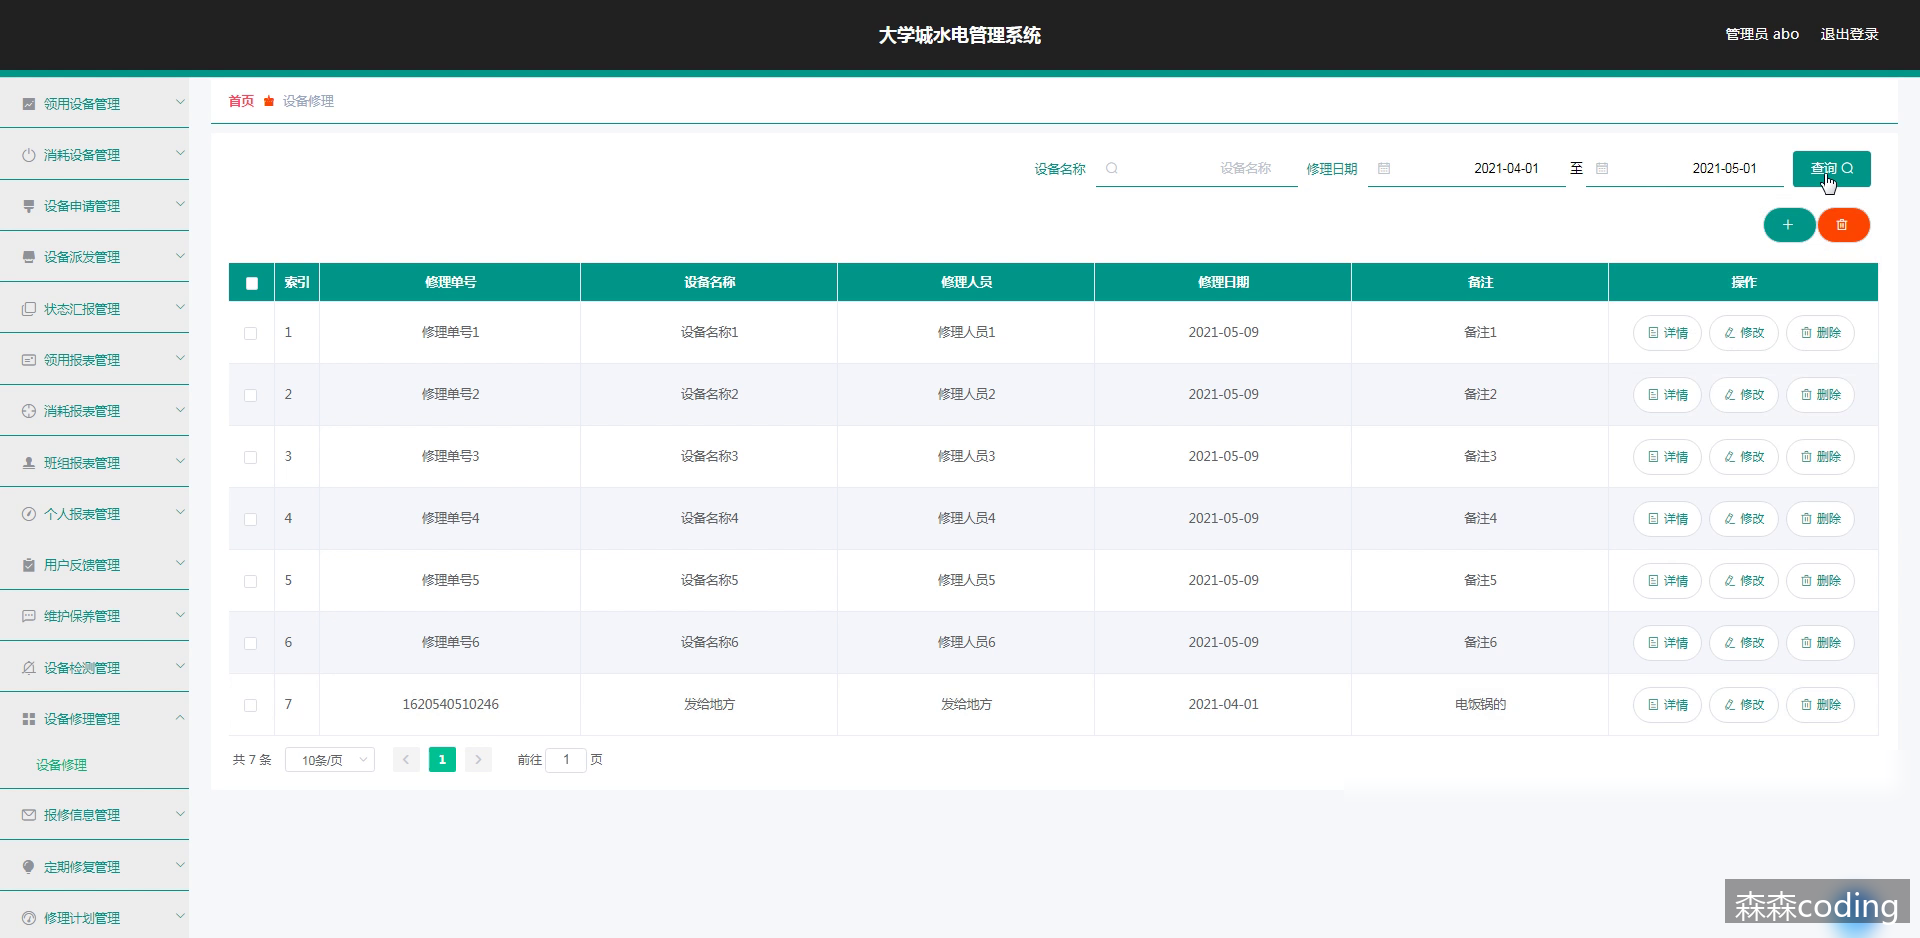 大学城水电管理系统
管理员 abo 退出登录
领用设备管理
消耗设备管理
设备申请管理
设备派发管理
状态汇报管理
领用报表管理
消耗报表管理
班组报表管理
个人报表管理
用户反馈管理
维护保养管理
设备检测管理
设备修理管理
设备修理
报修信息管理
定期修复管理
修理计划管理
首页 设备修理
设备名称 设备名称 修理日期 2021-04-01 至 2021-05-01 查询
索引 修理单号 设备名称 修理人员 修理日期 备注 操作
1 修理单号1 设备名称1 修理人员1 2021-05-09 备注1 详情 修改 删除
2 修理单号2 设备名称2 修理人员2 2021-05-09 备注2 详情 修改 删除
3 修理单号3 设备名称3 修理人员3 2021-05-09 备注3 详情 修改 删除
4 修理单号4 设备名称4 修理人员4 2021-05-09 备注4 详情 修改 删除
5 修理单号5 设备名称5 修理人员5 2021-05-09 备注5 详情 修改 删除
6 修理单号6 设备名称6 修理人员6 2021-05-09 备注6 详情 修改 删除
7 1620540510246 发给地方 发给地方 2021-04-01 电饭锅的 详情 修改 删除
共 7 条 10条/页 1 前往 1 页
森森coding